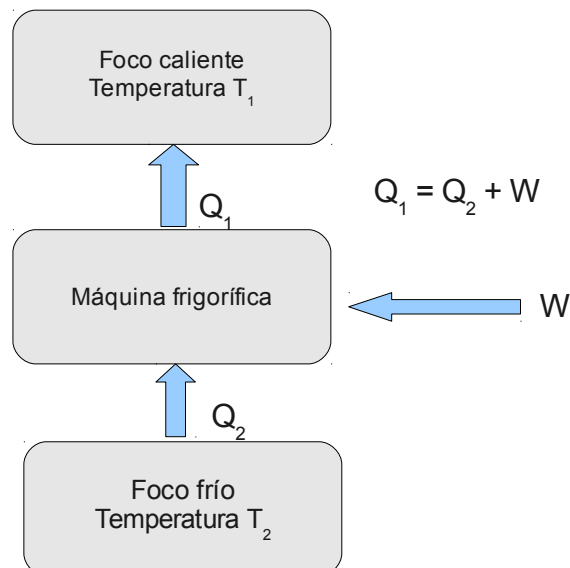 Foco caliente
Temperatura T₁
Q₁
Q₁ = Q₂ + W
Máquina frigorífica
W
Q₂
Foco frío
Temperatura T₂